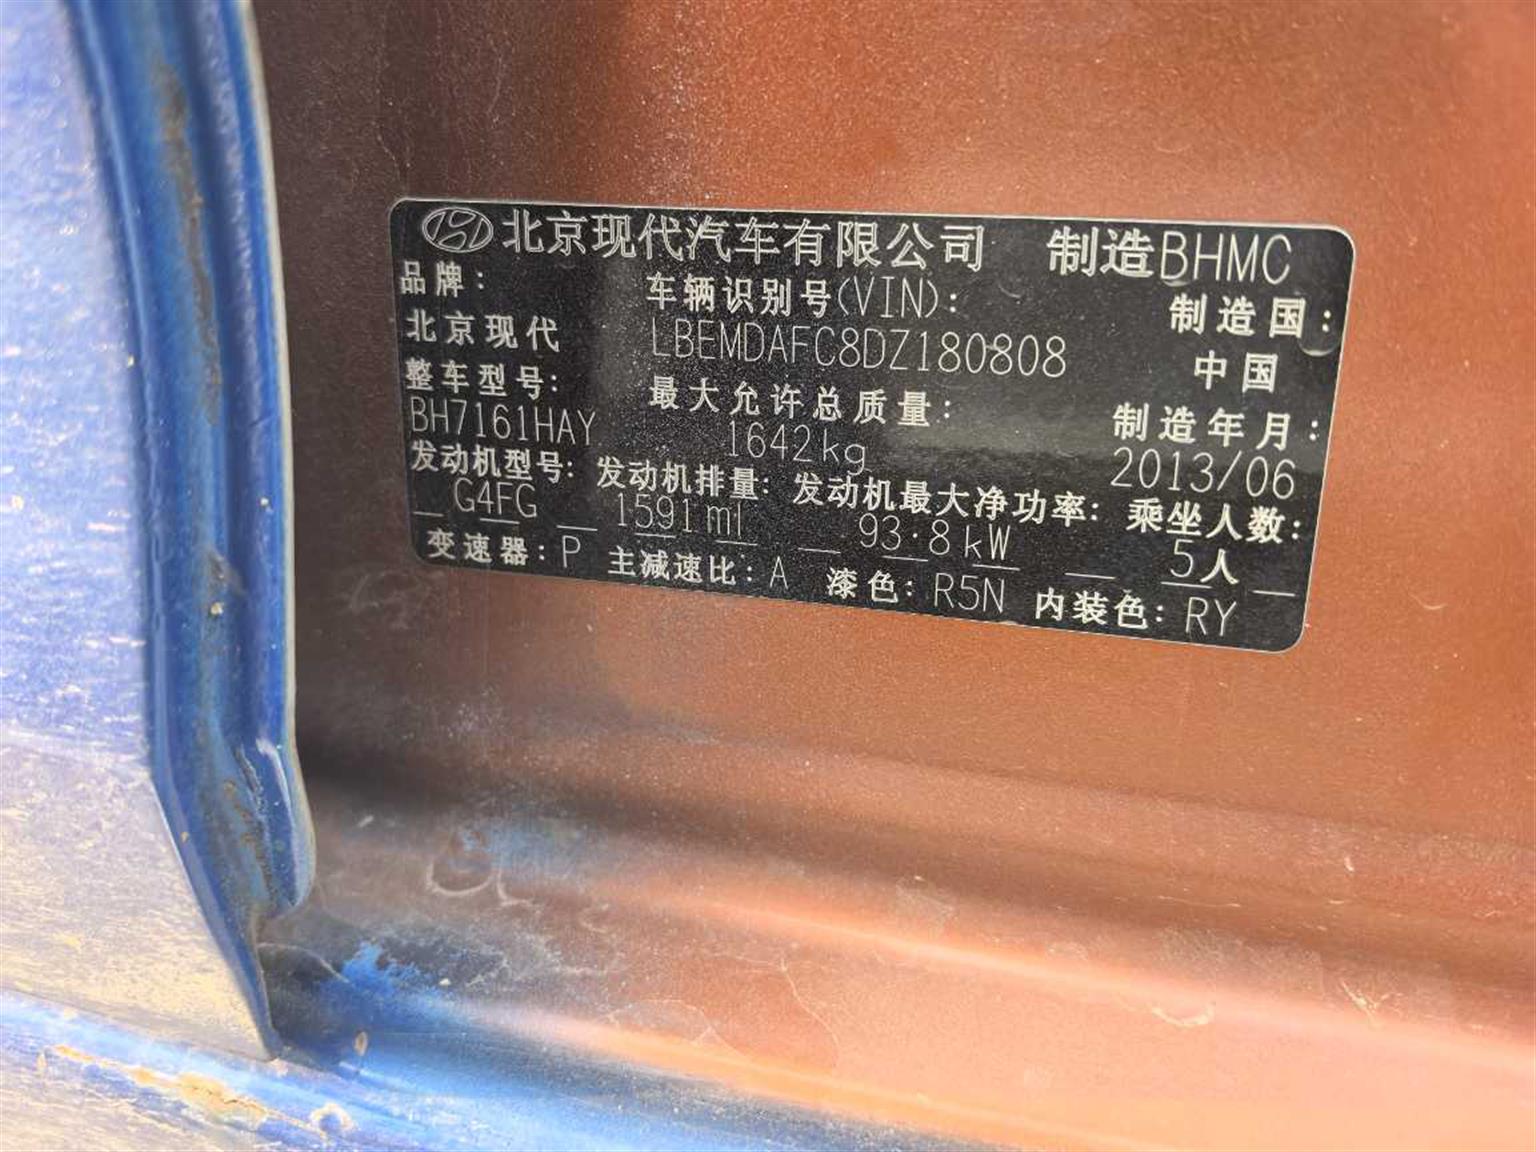 北京现代汽车有限公司 制造BHMC
品牌: 车辆识别号(VIN): 制造国:
北京现代 LBEMDAFC8DZ180808 中国
整车型号: 最大允许总质量: 制造年月:
BH7161HAY 1642kg 2013/06
发动机型号: 发动机排量: 发动机最大净功率: 乘坐人数:
G4FG 1591ml 93.8kW 5人
变速器: P 主减速比: A 漆色: R5N 内装色: RY